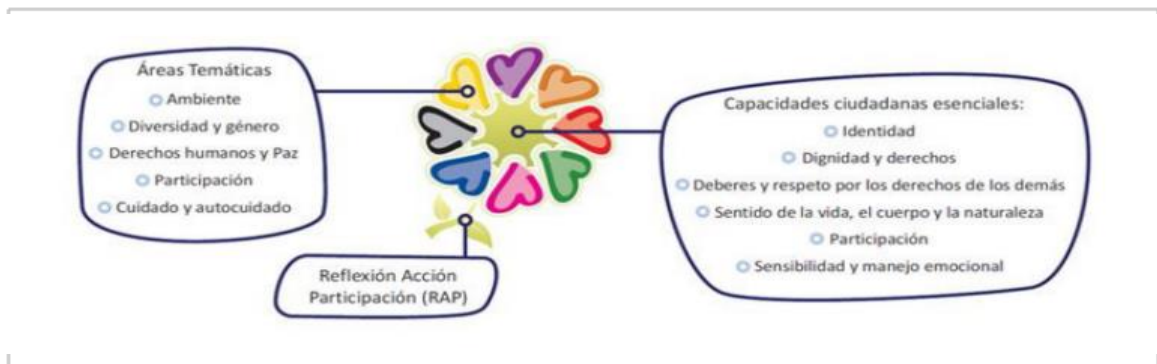 Áreas Temáticas
Ambiente
Diversidad y género
Derechos humanos y Paz
Participación
Cuidado y autocuidado
Reflexión Acción
Participación (RAP)
Capacidades ciudadanas esenciales:
Identidad
Dignidad y derechos
Deberes y respeto por los derechos de los demás
Sentido de la vida, el cuerpo y la naturaleza
Participación
Sensibilidad y manejo emocional